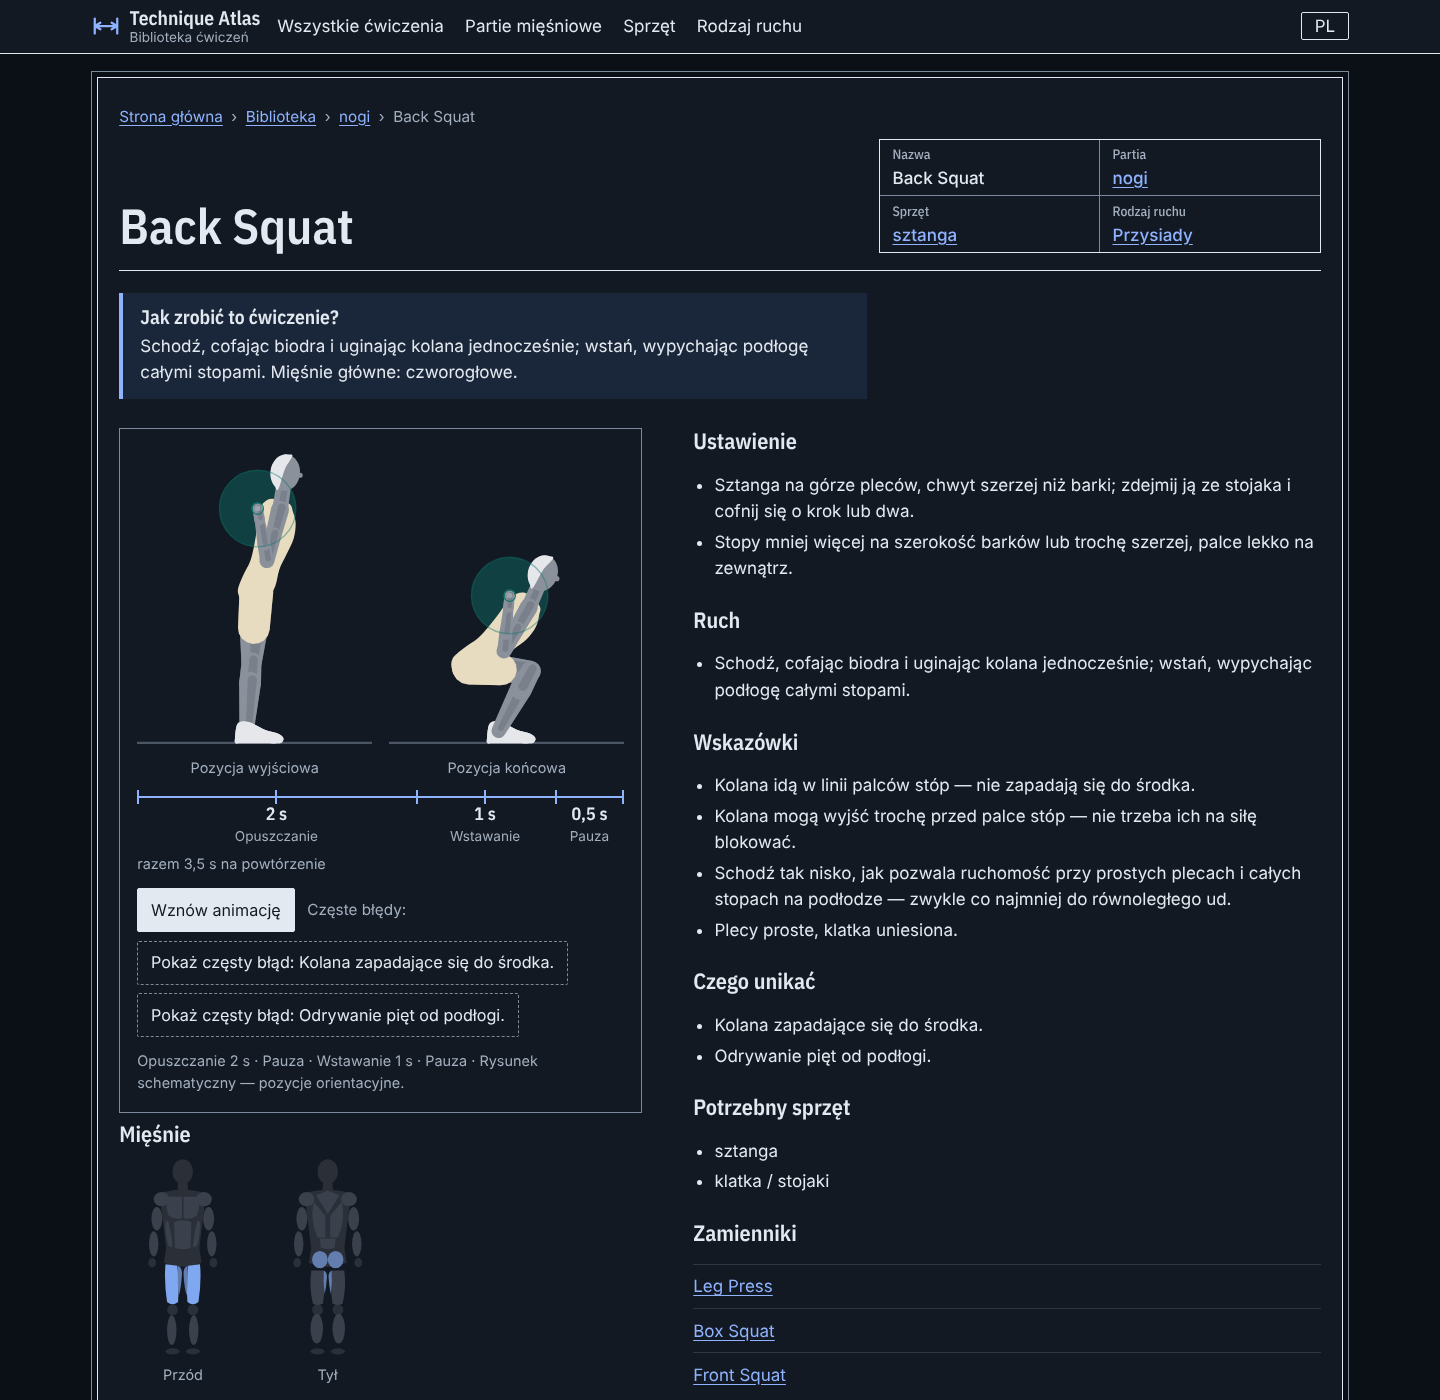 Technique Atlas
Biblioteka ćwiczeń
Wszystkie ćwiczenia
Partie mięśniowe
Sprzęt
Rodzaj ruchu
PL
Strona główna › Biblioteka › nogi › Back Squat
Back Squat
Nazwa
Back Squat
Partia
nogi
Sprzęt
sztanga
Rodzaj ruchu
Przysiady
Jak zrobić to ćwiczenie?
Schodź, cofając biodra i uginając kolana jednocześnie; wstań, wypychając podłogę
całymi stopami. Mięśnie główne: czworogłowe.
Pozycja wyjściowa
Pozycja końcowa
2 s
Opuszczanie
1 s
Wstawanie
0,5 s
Pauza
razem 3,5 s na powtórzenie
Wznów animację
Częste błędy:
Pokaż częsty błąd: Kolana zapadające się do środka.
Pokaż częsty błąd: Odrywanie pięt od podłogi.
Opuszczanie 2 s · Pauza · Wstawanie 1 s · Pauza · Rysunek
schematyczny — pozycje orientacyjne.
Mięśnie
Przód
Tył
Ustawienie
• Sztanga na górze pleców, chwyt szerzej niż barki; zdejmij ją ze stojaka i
cofnij się o krok lub dwa.
• Stopy mniej więcej na szerokość barków lub trochę szerzej, palce lekko na
zewnątrz.
Ruch
• Schodź, cofając biodra i uginając kolana jednocześnie; wstań, wypychając
podłogę całymi stopami.
Wskazówki
• Kolana idą w linii palców stóp — nie zapadają się do środka.
• Kolana mogą wyjść trochę przed palce stóp — nie trzeba ich na siłę
blokować.
• Schodź tak nisko, jak pozwala ruchomość przy prostych plecach i całych
stopach na podłodze — zwykle co najmniej do równoległego ud.
• Plecy proste, klatka uniesiona.
Czego unikać
• Kolana zapadające się do środka.
• Odrywanie pięt od podłogi.
Potrzebny sprzęt
• sztanga
• klatka / stojaki
Zamienniki
Leg Press
Box Squat
Front Squat